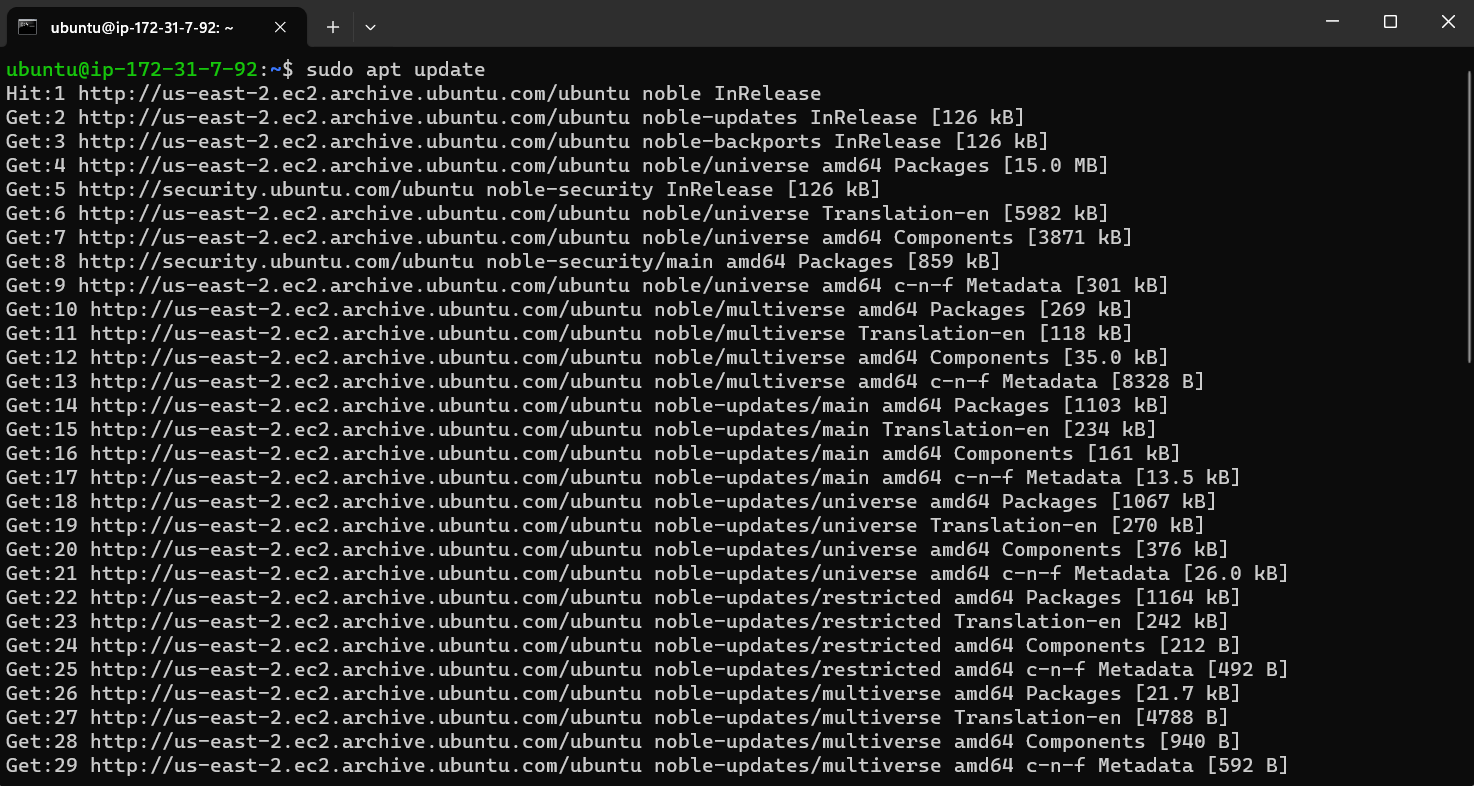 ubuntu@ip-172-31-7-92: ~
ubuntu@ip-172-31-7-92:~$ sudo apt update
Hit:1 http://us-east-2.ec2.archive.ubuntu.com/ubuntu noble InRelease
Get:2 http://us-east-2.ec2.archive.ubuntu.com/ubuntu noble-updates InRelease [126 kB]
Get:3 http://us-east-2.ec2.archive.ubuntu.com/ubuntu noble-backports InRelease [126 kB]
Get:4 http://us-east-2.ec2.archive.ubuntu.com/ubuntu noble/universe amd64 Packages [15.0 MB]
Get:5 http://security.ubuntu.com/ubuntu noble-security InRelease [126 kB]
Get:6 http://us-east-2.ec2.archive.ubuntu.com/ubuntu noble/universe Translation-en [5982 kB]
Get:7 http://us-east-2.ec2.archive.ubuntu.com/ubuntu noble/universe amd64 Components [3871 kB]
Get:8 http://security.ubuntu.com/ubuntu noble-security/main amd64 Packages [859 kB]
Get:9 http://us-east-2.ec2.archive.ubuntu.com/ubuntu noble/universe amd64 c-n-f Metadata [301 kB]
Get:10 http://us-east-2.ec2.archive.ubuntu.com/ubuntu noble/multiverse amd64 Packages [269 kB]
Get:11 http://us-east-2.ec2.archive.ubuntu.com/ubuntu noble/multiverse Translation-en [118 kB]
Get:12 http://us-east-2.ec2.archive.ubuntu.com/ubuntu noble/multiverse amd64 Components [35.0 kB]
Get:13 http://us-east-2.ec2.archive.ubuntu.com/ubuntu noble/multiverse amd64 c-n-f Metadata [8328 B]
Get:14 http://us-east-2.ec2.archive.ubuntu.com/ubuntu noble-updates/main amd64 Packages [1103 kB]
Get:15 http://us-east-2.ec2.archive.ubuntu.com/ubuntu noble-updates/main Translation-en [234 kB]
Get:16 http://us-east-2.ec2.archive.ubuntu.com/ubuntu noble-updates/main amd64 Components [161 kB]
Get:17 http://us-east-2.ec2.archive.ubuntu.com/ubuntu noble-updates/main amd64 c-n-f Metadata [13.5 kB]
Get:18 http://us-east-2.ec2.archive.ubuntu.com/ubuntu noble-updates/universe amd64 Packages [1067 kB]
Get:19 http://us-east-2.ec2.archive.ubuntu.com/ubuntu noble-updates/universe Translation-en [270 kB]
Get:20 http://us-east-2.ec2.archive.ubuntu.com/ubuntu noble-updates/universe amd64 Components [376 kB]
Get:21 http://us-east-2.ec2.archive.ubuntu.com/ubuntu noble-updates/universe amd64 c-n-f Metadata [26.0 kB]
Get:22 http://us-east-2.ec2.archive.ubuntu.com/ubuntu noble-updates/restricted amd64 Packages [1164 kB]
Get:23 http://us-east-2.ec2.archive.ubuntu.com/ubuntu noble-updates/restricted Translation-en [242 kB]
Get:24 http://us-east-2.ec2.archive.ubuntu.com/ubuntu noble-updates/restricted amd64 Components [212 B]
Get:25 http://us-east-2.ec2.archive.ubuntu.com/ubuntu noble-updates/restricted amd64 c-n-f Metadata [492 B]
Get:26 http://us-east-2.ec2.archive.ubuntu.com/ubuntu noble-updates/multiverse amd64 Packages [21.7 kB]
Get:27 http://us-east-2.ec2.archive.ubuntu.com/ubuntu noble-updates/multiverse Translation-en [4788 B]
Get:28 http://us-east-2.ec2.archive.ubuntu.com/ubuntu noble-updates/multiverse amd64 Components [940 B]
Get:29 http://us-east-2.ec2.archive.ubuntu.com/ubuntu noble-updates/multiverse amd64 c-n-f Metadata [592 B]